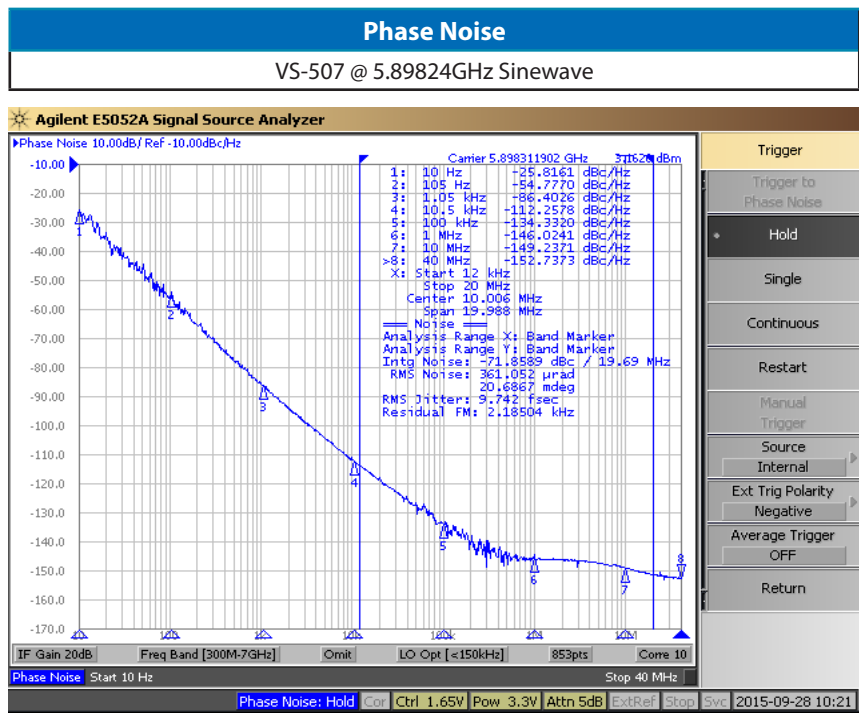 Phase Noise
VS-507 @ 5.89824GHz Sinewave
Agilent E5052A Signal Source Analyzer
Phase Noise 10.00dB/ Ref -10.00dBc/Hz
Carrier 5.898311902 GHz dBm
-10.00
-20.00
-30.00
-40.00
-50.00
-60.00
-70.00
-80.00
-90.00
-100.0
-110.0
-120.0
-130.0
-140.0
-150.0
-160.0
-170.0
1: 10 Hz -25.8161 dBc/Hz
2: 105 Hz -54.7770 dBc/Hz
3: 1.05 kHz -86.4026 dBc/Hz
4: 10.5 kHz -112.2578 dBc/Hz
5: 100 kHz -134.3320 dBc/Hz
6: 1 MHz -146.0241 dBc/Hz
7: 10 MHz -149.2371 dBc/Hz
>8: 40 MHz -152.7373 dBc/Hz
X: Start 12 kHz
Stop 20 MHz
Center 10.006 MHz
Span 19.988 MHz
=== Noise ===
Analysis Range X: Band Marker
Analysis Range Y: Band Marker
Intg Noise: -71.8589 dBc / 19.69 MHz
RMS Noise: 361.052 µrad
20.6867 mdeg
RMS Jitter: 9.742 fsec
Residual FM: 2.18504 kHz
1
2
3
4
5
6
7
8
IF Gain 20dB Freq Band [300M-7GHz] Omit LO Opt [<150kHz] 853pts Corre 10
Phase Noise Start 10 Hz Stop 40 MHz
Phase Noise: Hold Cor Ctrl 1.65V Pow 3.3V Attn 5dB ExtRef Stop Svc 2015-09-28 10:21
Trigger
Trigger to
Phase Noise
Hold
Single
Continuous
Restart
Manual
Trigger
Source
Internal
Ext Trig Polarity
Negative
Average Trigger
OFF
Return